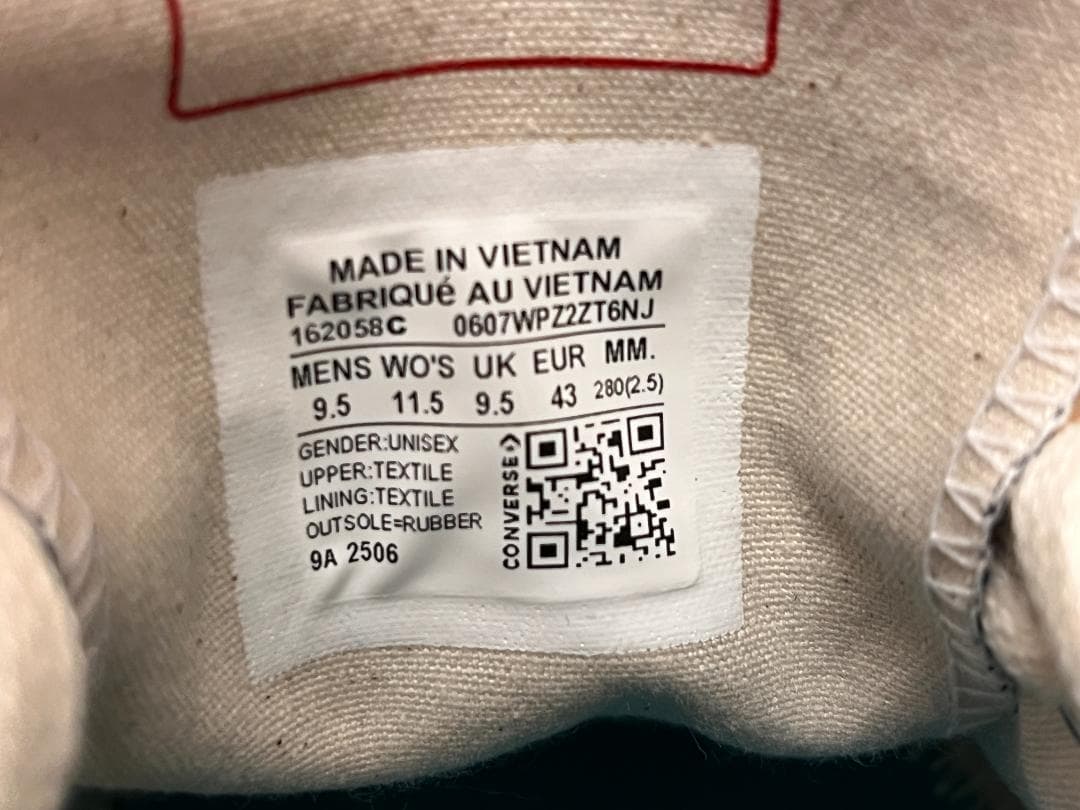 MADE IN VIETNAM
FABRIQUé AU VIETNAM
162058C 0607WPZ2ZT6NJ
MENS WO'S UK EUR MM.
9.5 11.5 9.5 43 280(2.5)
GENDER:UNISEX
UPPER:TEXTILE
LINING:TEXTILE
OUTSOLE=RUBBER
9A 2506
CONVERSE